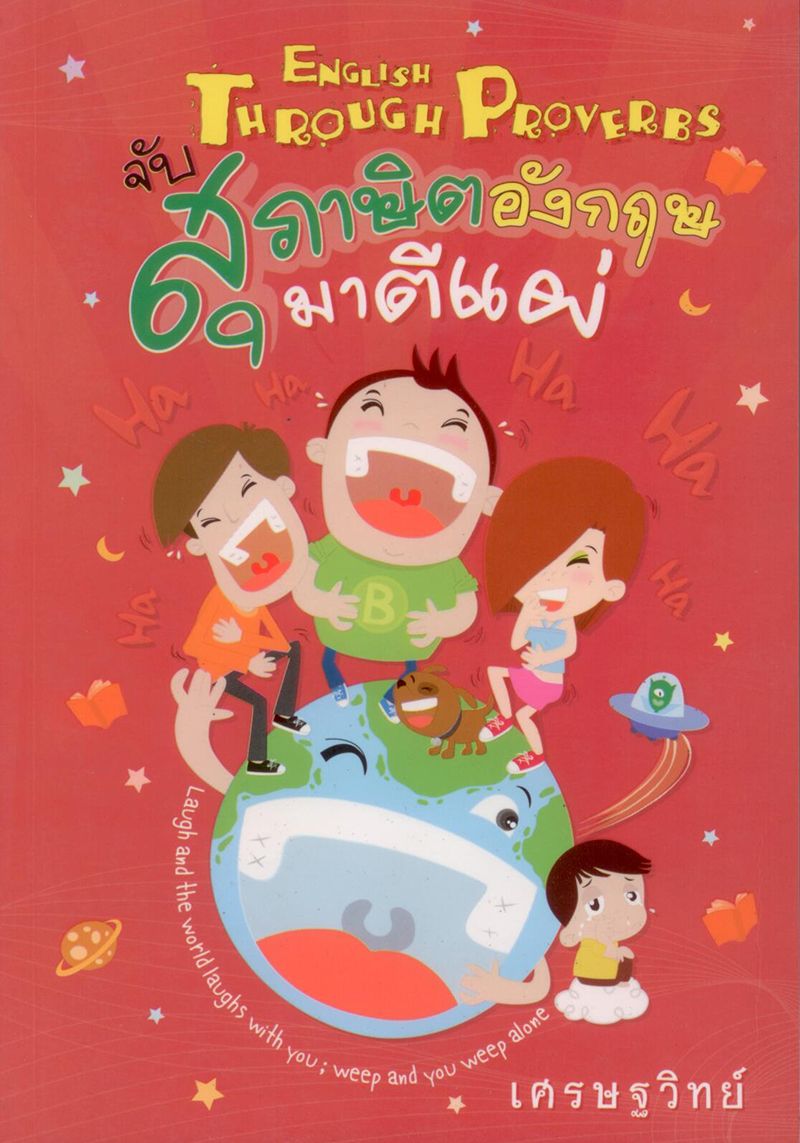 ENGLISH
THROUGH PROVERBS
จับ
สุภาษิตอังกฤษ
มาตีแผ่
Ha
Ha
Ha
Ha
Ha
Ha
B
Laugh and the world laughs with you ; weep and you weep alone
เศรษฐวิทย์